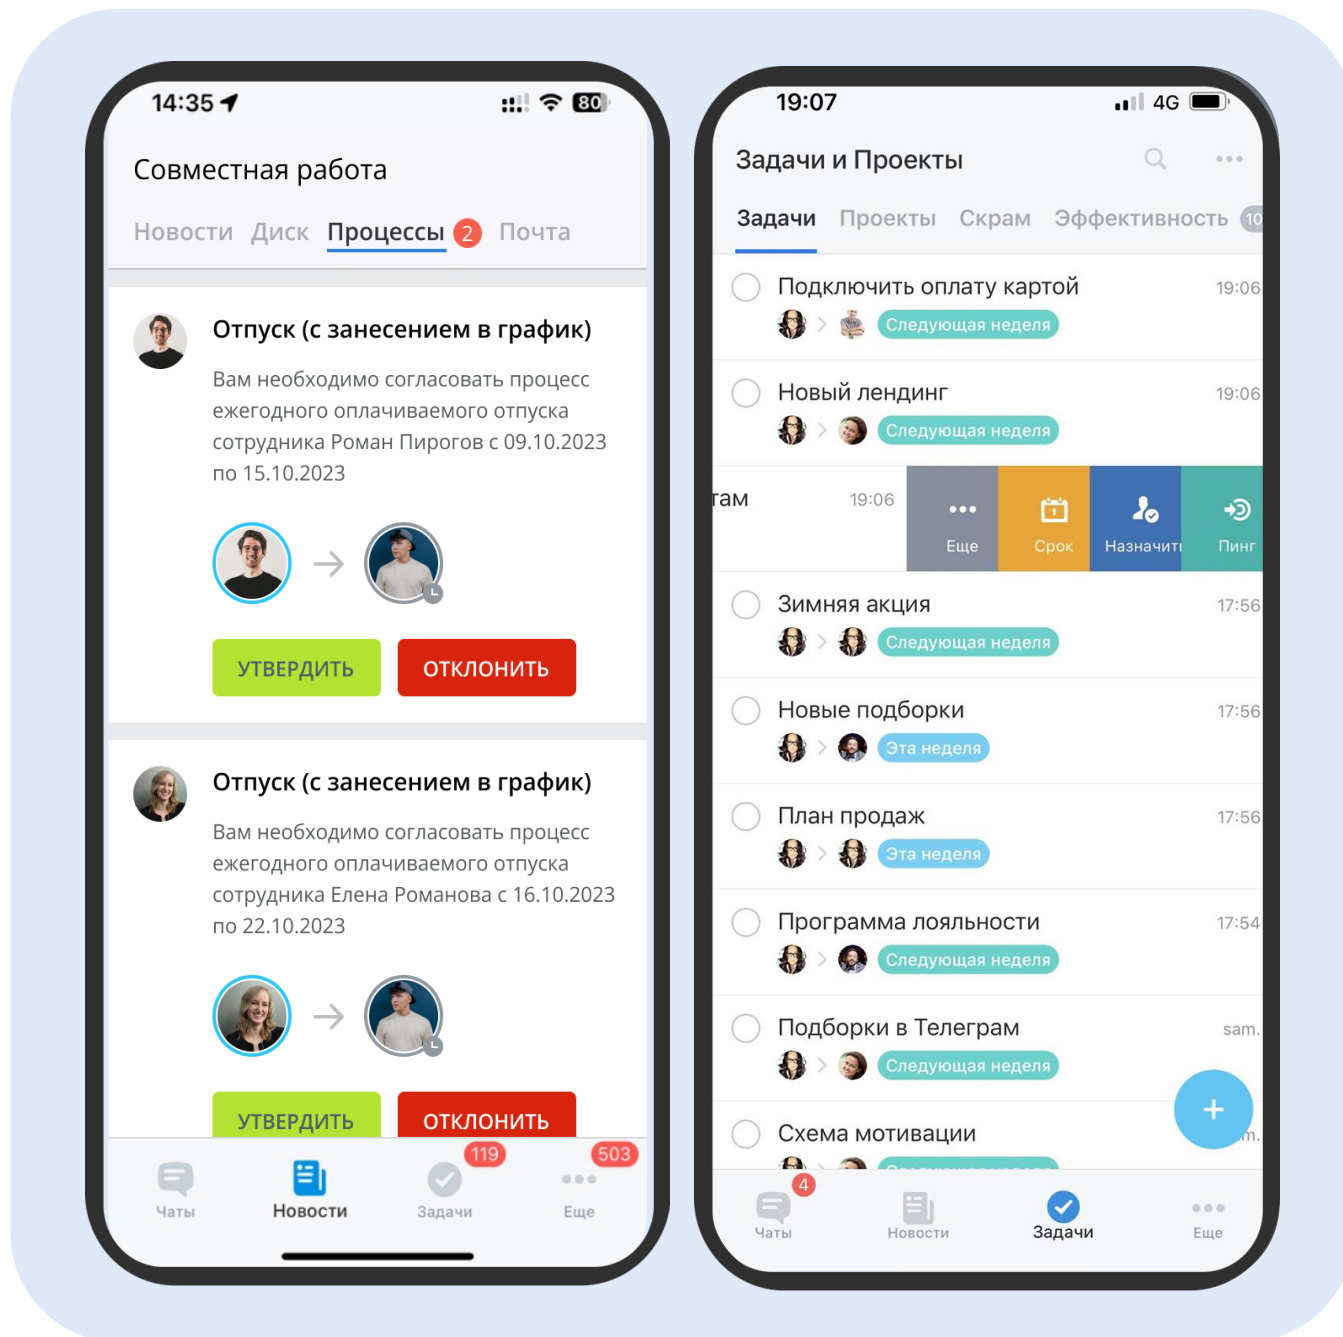 14:35
80
Совместная работа
Новости Диск Процессы 2 Почта
Отпуск (с занесением в график)
Вам необходимо согласовать процесс
ежегодного оплачиваемого отпуска
сотрудника Роман Пирогов с 09.10.2023
по 15.10.2023
УТВЕРДИТЬ ОТКЛОНИТЬ
Отпуск (с занесением в график)
Вам необходимо согласовать процесс
ежегодного оплачиваемого отпуска
сотрудника Елена Романова с 16.10.2023
по 22.10.2023
УТВЕРДИТЬ ОТКЛОНИТЬ
119 503
Чаты Новости Задачи Еще
19:07 4G
Задачи и Проекты
Задачи Проекты Скрам Эффективность 10
Подключить оплату картой 19:06
Следующая неделя
Новый лендинг 19:06
Следующая неделя
там 19:06
1
Еще Срок Назначит Пинг
Зимняя акция 17:56
Следующая неделя
Новые подборки 17:56
Эта неделя
План продаж 17:56
Эта неделя
Программа лояльности 17:54
Следующая неделя
Подборки в Телеграм sam.
Следующая неделя
Схема мотивации
4
Чаты Новости Задачи Еще